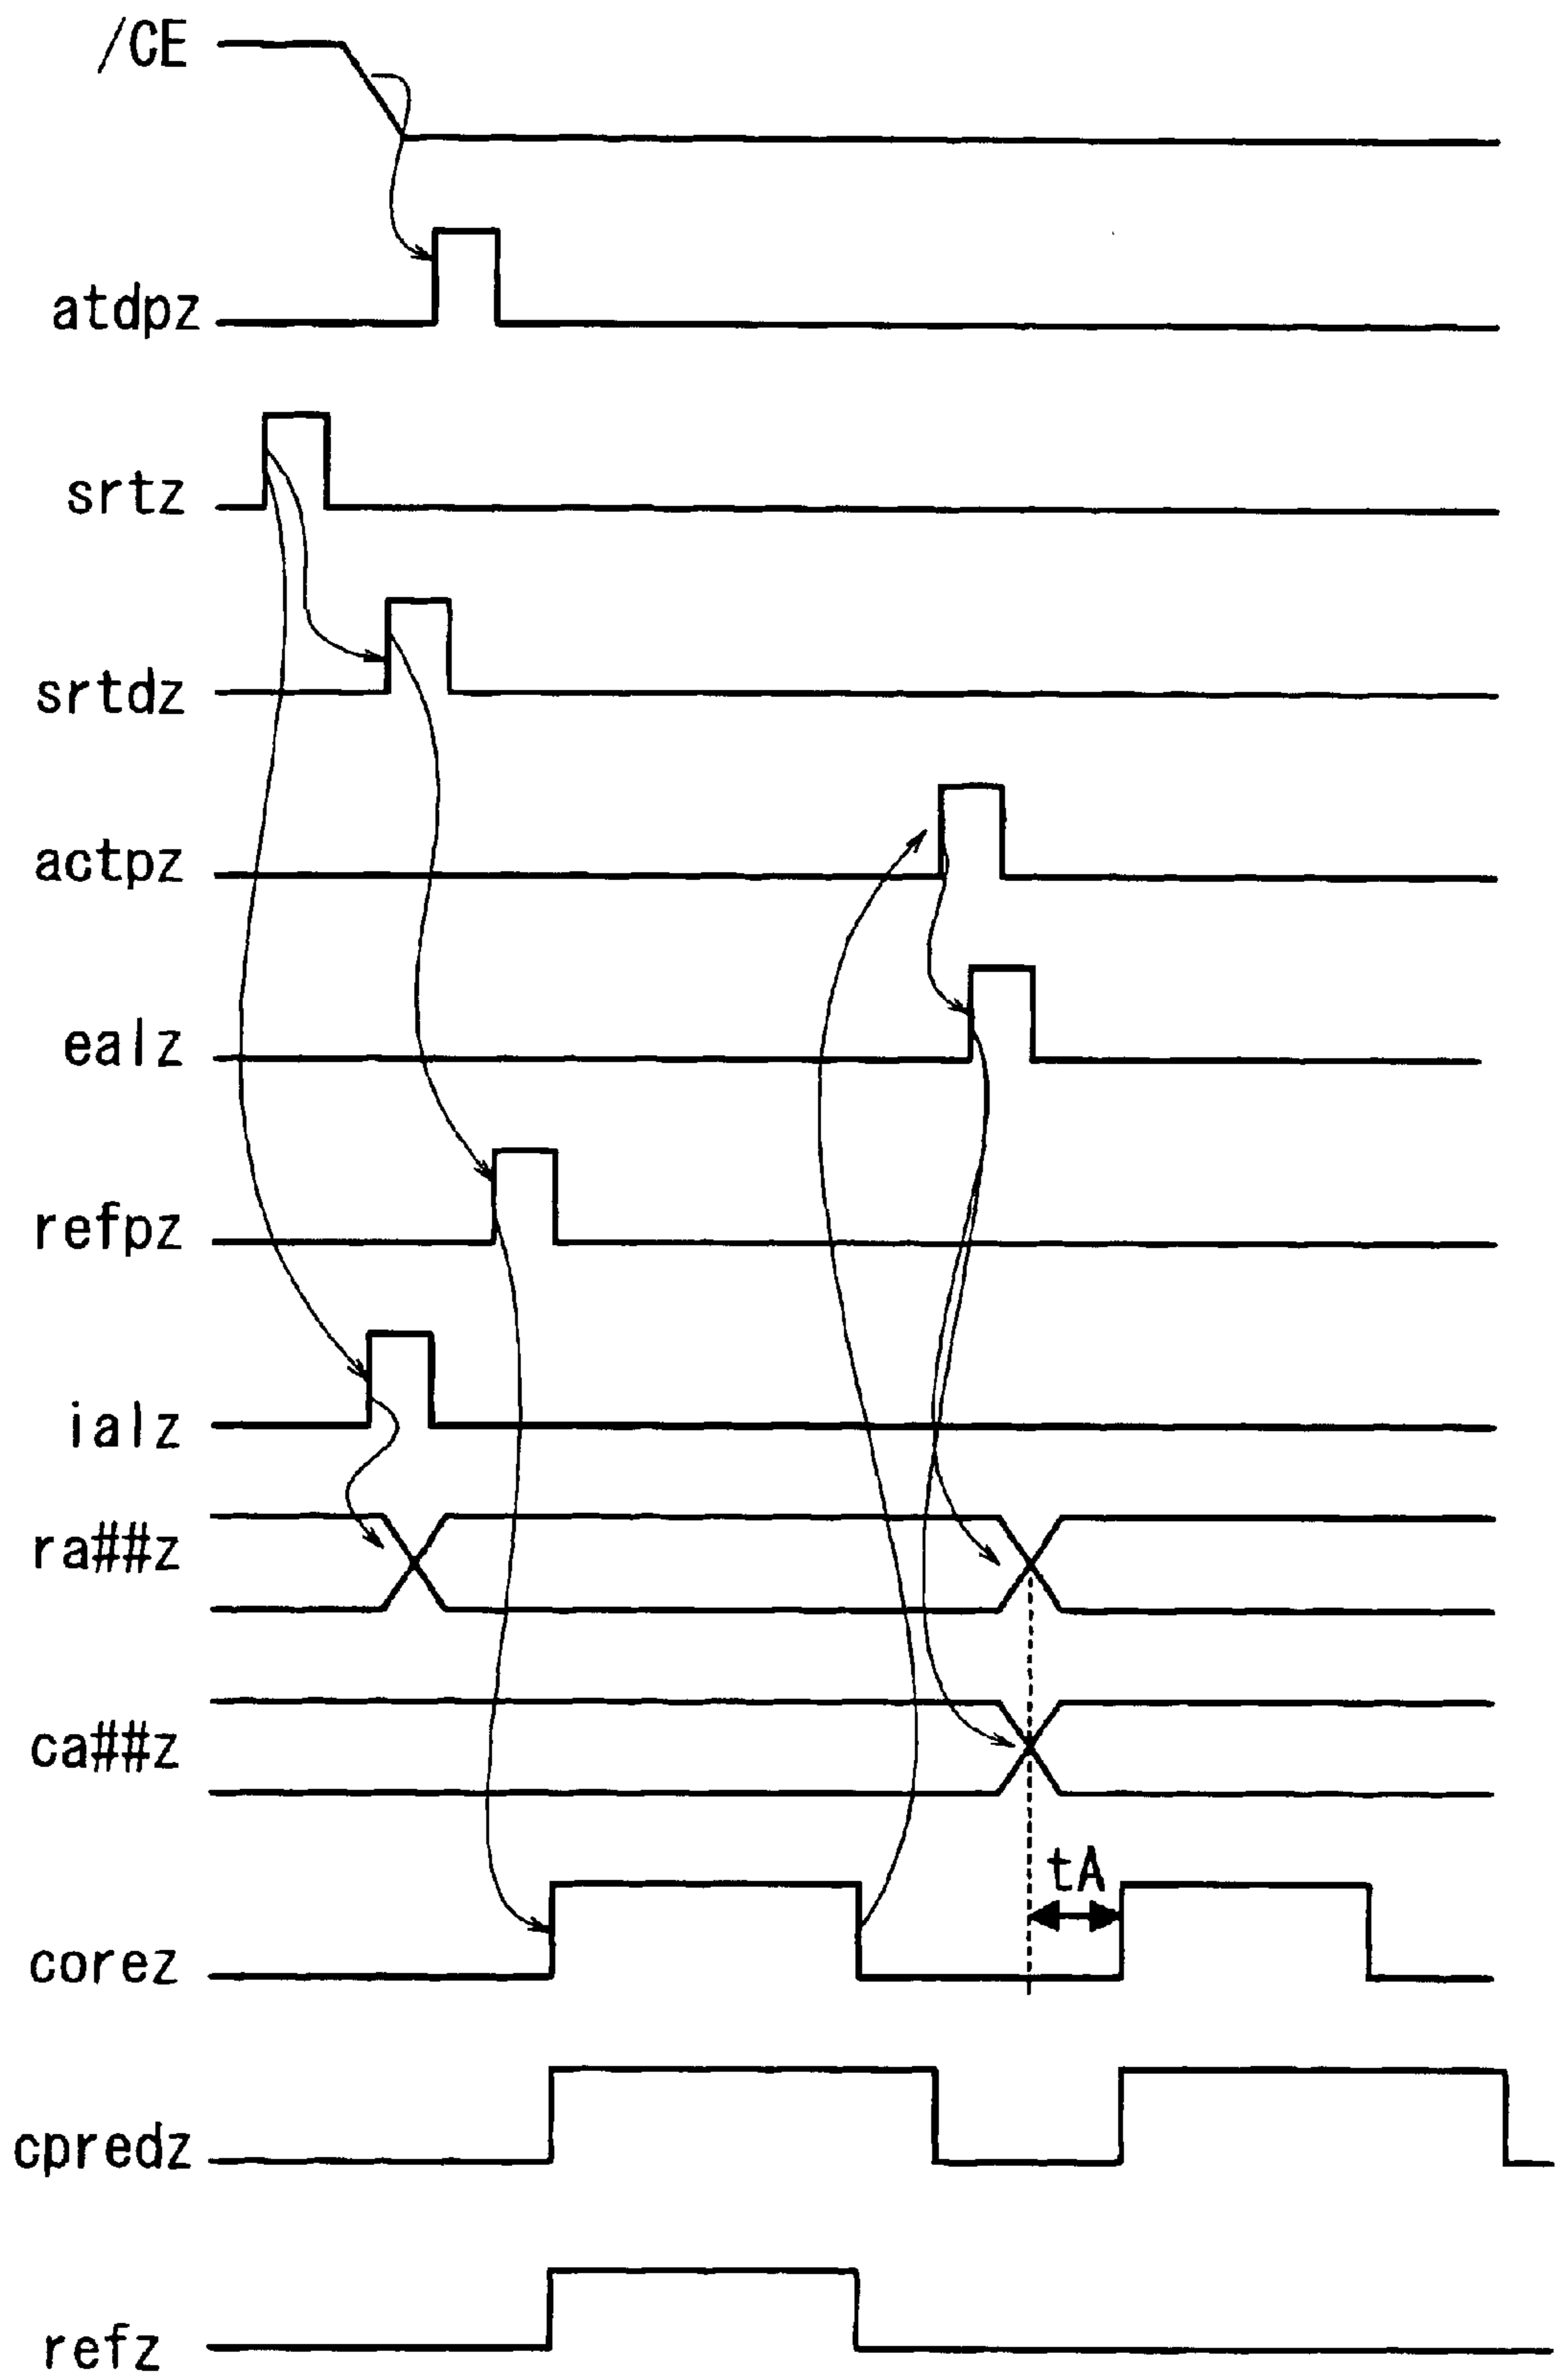 /CE
atdpz
srtz
srtdz
actpz
ealz
refpz
ialz
ra##z
ca##z
tA
corez
cpredz
refz